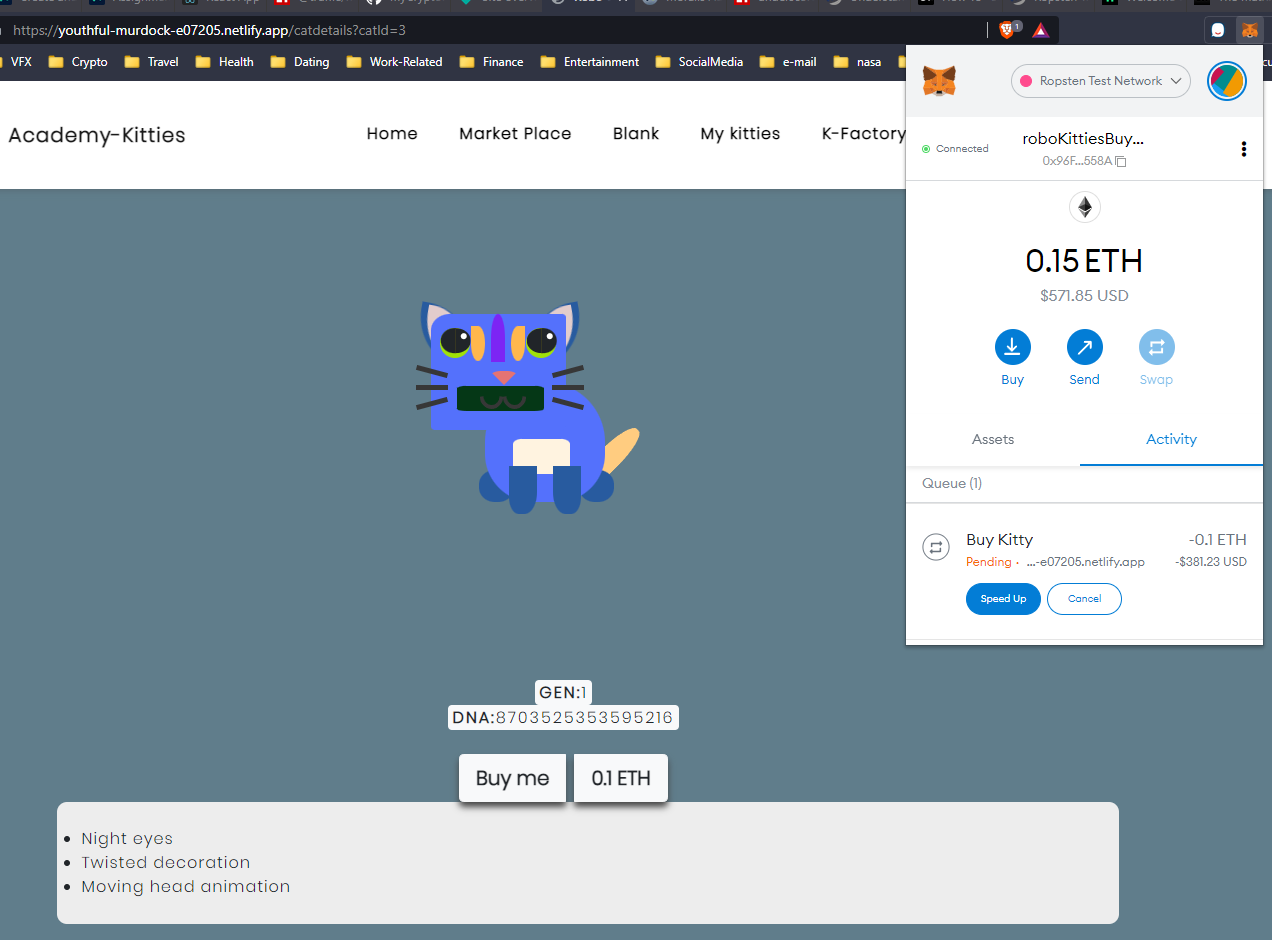 https://youthful-murdock-e07205.netlify.app/catdetails?catId=3
1
VFX Crypto Travel Health Dating Work-Related Finance Entertainment SocialMedia e-mail nasa
Ropsten Test Network
Academy-Kitties Home Market Place Blank My kitties K-Factory
Connected
roboKittiesBuy...
0x96F...558A
0.15 ETH
$571.85 USD
Buy Send Swap
Assets Activity
Queue (1)
Buy Kitty -0.1 ETH
Pending · ...-e07205.netlify.app -$381.23 USD
Speed Up Cancel
GEN:1
DNA:8703525353595216
Buy me 0.1 ETH
Night eyes
Twisted decoration
Moving head animation